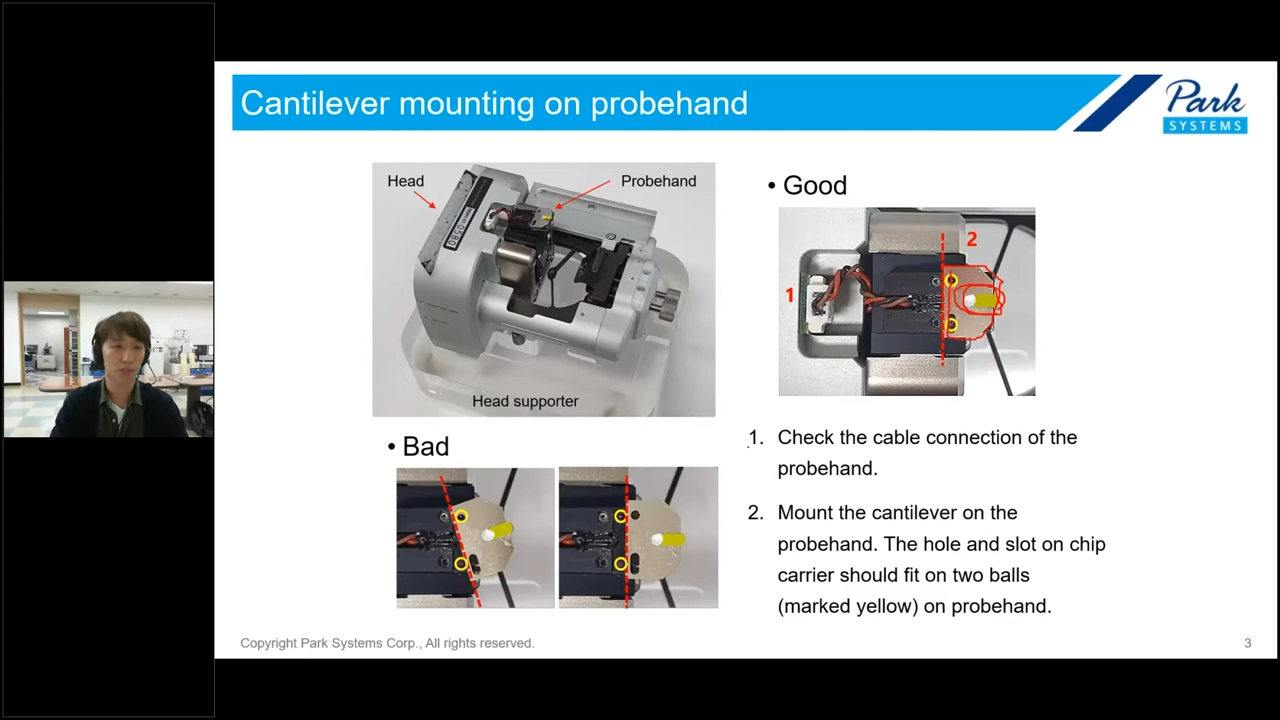 Cantilever mounting on probehand
Park
SYSTEMS
Head
Probehand
0580
Head supporter
• Good
1
2
• Bad
1. Check the cable connection of the
probehand.
2. Mount the cantilever on the
probehand. The hole and slot on chip
carrier should fit on two balls
(marked yellow) on probehand.
Copyright Park Systems Corp., All rights reserved.
3